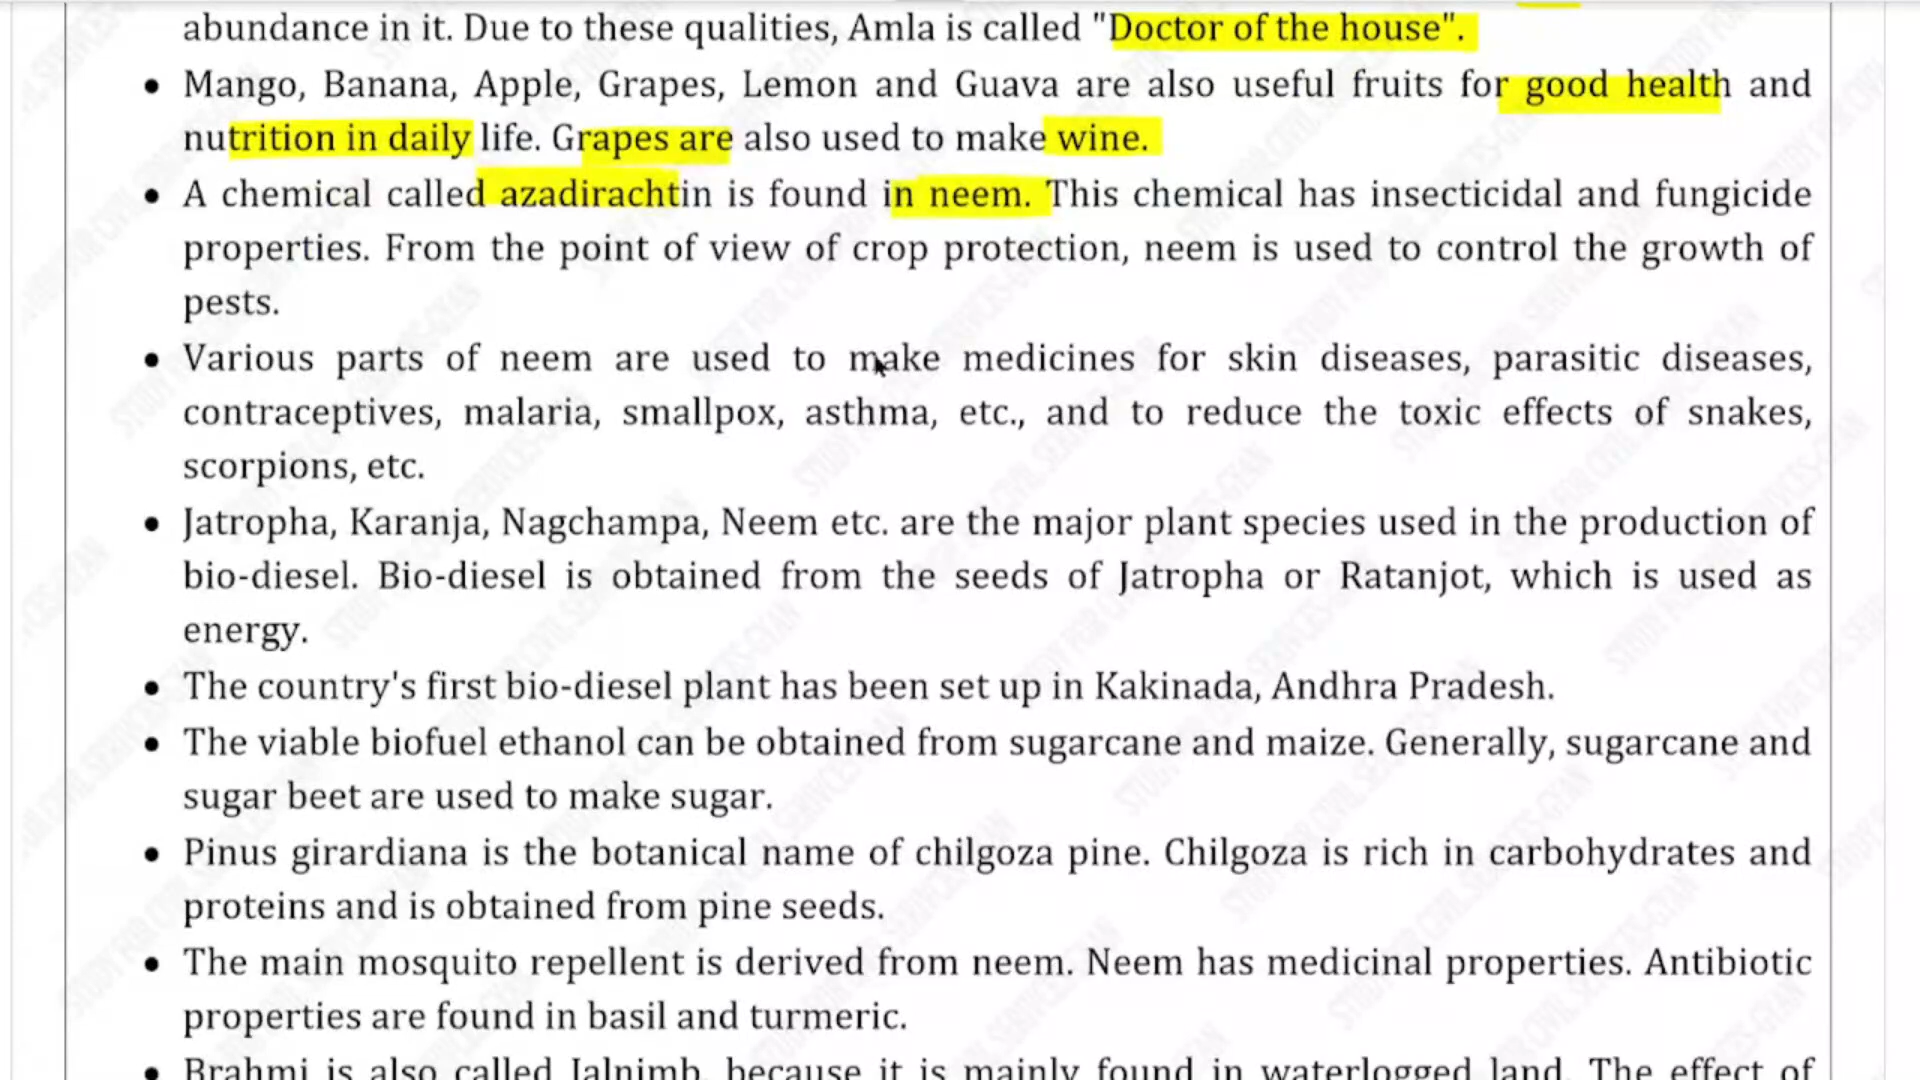 abundance in it. Due to these qualities, Amla is called "Doctor of the house".
• Mango, Banana, Apple, Grapes, Lemon and Guava are also useful fruits for good health and
nutrition in daily life. Grapes are also used to make wine.
• A chemical called azadirachtin is found in neem. This chemical has insecticidal and fungicide
properties. From the point of view of crop protection, neem is used to control the growth of
pests.
• Various parts of neem are used to make medicines for skin diseases, parasitic diseases,
contraceptives, malaria, smallpox, asthma, etc., and to reduce the toxic effects of snakes,
scorpions, etc.
• Jatropha, Karanja, Nagchampa, Neem etc. are the major plant species used in the production of
bio-diesel. Bio-diesel is obtained from the seeds of Jatropha or Ratanjot, which is used as
energy.
• The country's first bio-diesel plant has been set up in Kakinada, Andhra Pradesh.
• The viable biofuel ethanol can be obtained from sugarcane and maize. Generally, sugarcane and
sugar beet are used to make sugar.
• Pinus girardiana is the botanical name of chilgoza pine. Chilgoza is rich in carbohydrates and
proteins and is obtained from pine seeds.
• The main mosquito repellent is derived from neem. Neem has medicinal properties. Antibiotic
properties are found in basil and turmeric.
• Brahmi is also called Jalnimb, because it is mainly found in waterlogged land. The effect of